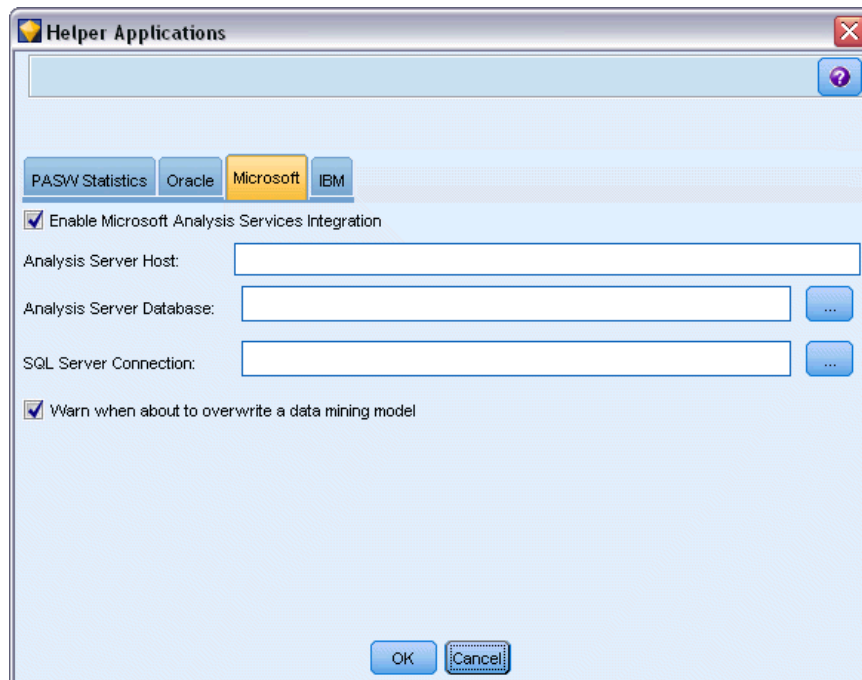 Helper Applications
PASW Statistics Oracle Microsoft IBM
Enable Microsoft Analysis Services Integration
Analysis Server Host:
Analysis Server Database: ...
SQL Server Connection: ...
Warn when about to overwrite a data mining model
OK Cancel